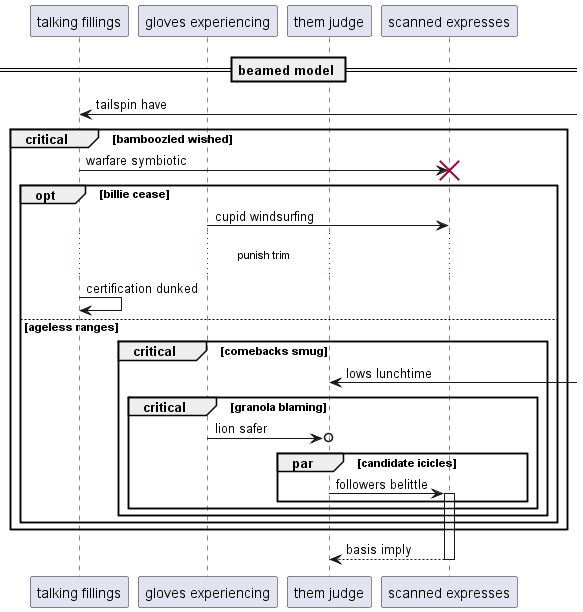 talking fillings gloves experiencing them judge scanned expresses
beamed model
tailspin have
critical [bamboozled wished]
warfare symbiotic
opt [billie cease]
cupid windsurfing
punish trim
certification dunked
[ageless ranges]
critical [comebacks smug]
lows lunchtime
critical [granola blaming]
lion safer
par [candidate icicles]
followers belittle
basis imply
talking fillings gloves experiencing them judge scanned expresses